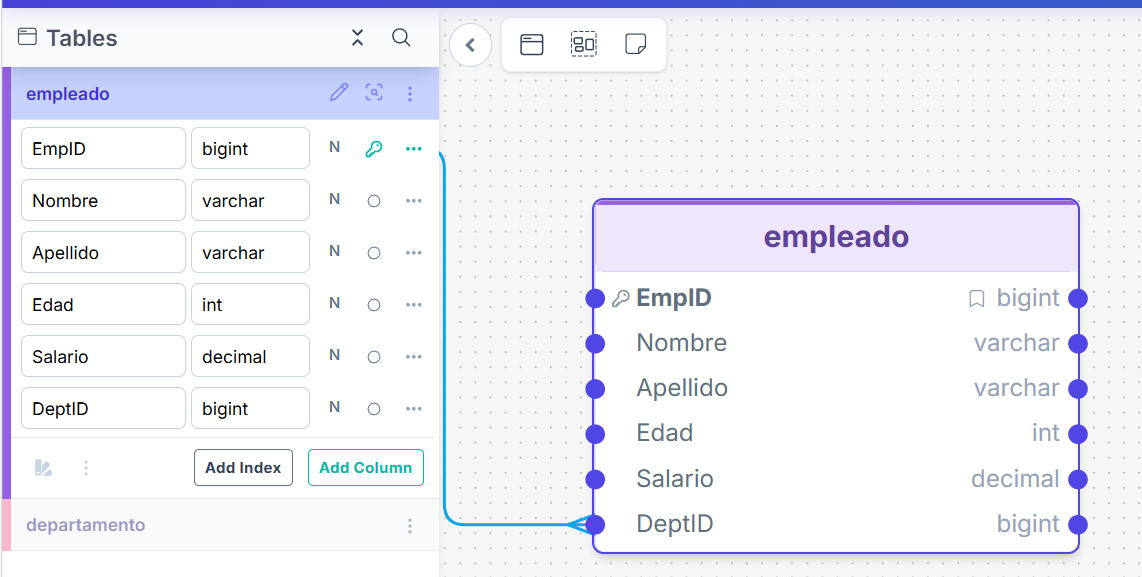 Tables
empleado
EmpID bigint N
Nombre varchar N
Apellido varchar N
Edad int N
Salario decimal N
DeptID bigint N
Add Index Add Column
departamento
empleado
EmpID bigint
Nombre varchar
Apellido varchar
Edad int
Salario decimal
DeptID bigint